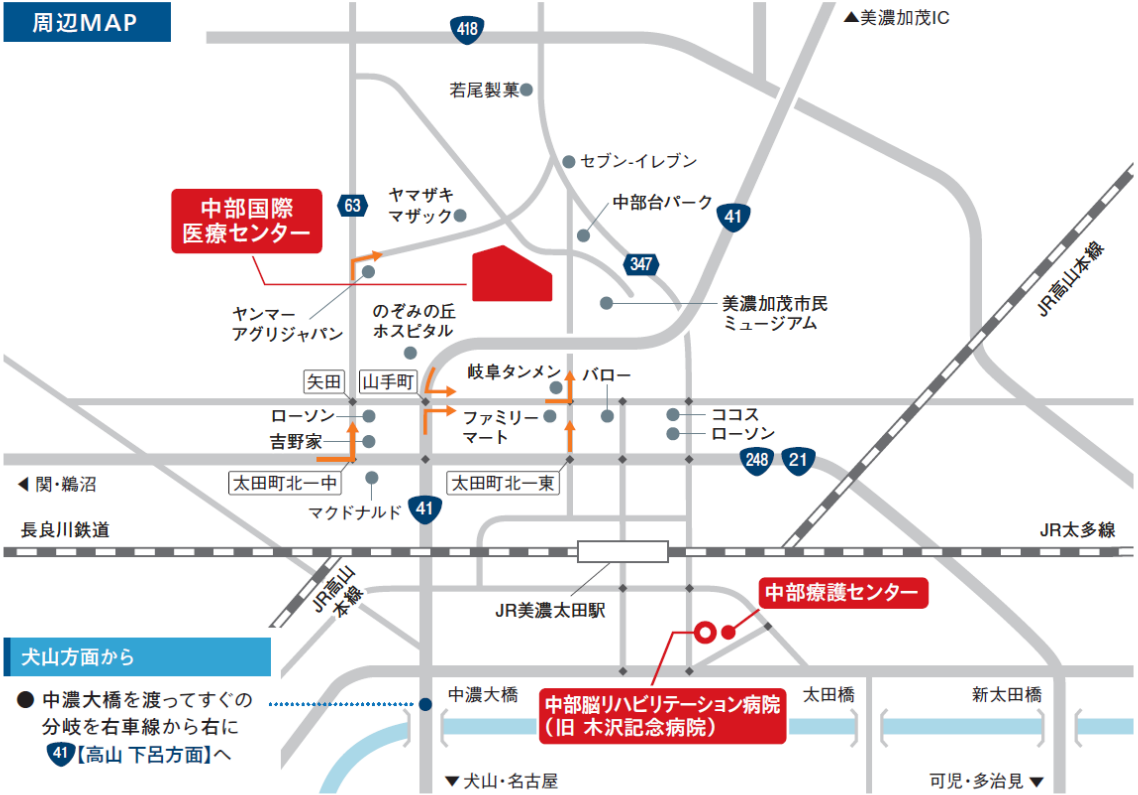 周辺MAP
▲美濃加茂IC
418
若尾製菓
セブン-イレブン
ヤマザキ
マザック
中部台パーク
63
41
中部国際
医療センター
347
JR高山本線
ヤンマー
アグリジャパン
のぞみの丘
ホスピタル
美濃加茂市民
ミュージアム
矢田
山手町
岐阜タンメン
バロー
ローソン
ファミリー
マート
ココス
ローソン
吉野家
248
21
◀関・鵜沼
太田町北一中
太田町北一東
マクドナルド
41
長良川鉄道
JR太多線
JR高山
本線
JR美濃太田駅
中部療護センター
犬山方面から
● 中濃大橋を渡ってすぐの
分岐を右車線から右に
41【高山 下呂方面】へ
中濃大橋
中部脳リハビリテーション病院
（旧 木沢記念病院）
太田橋
新太田橋
▼犬山・名古屋
可児・多治見▼